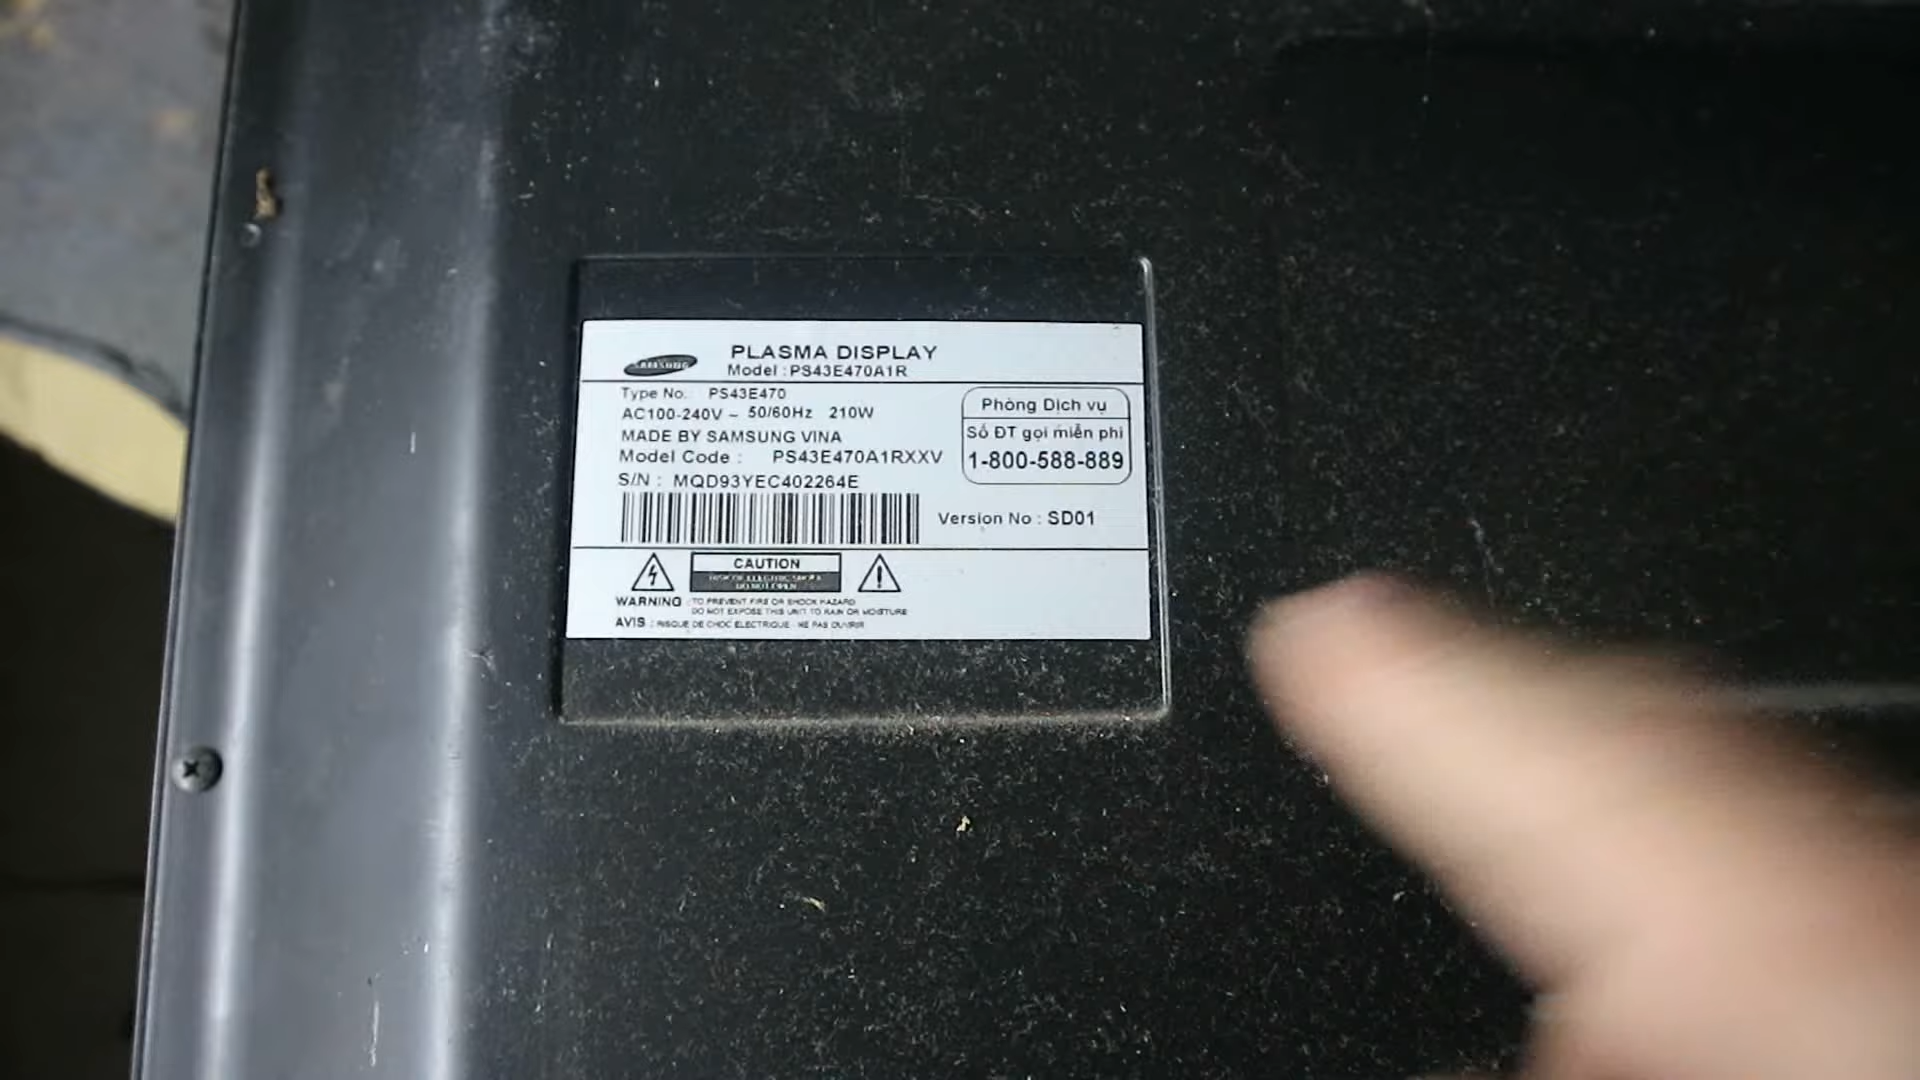 SAMSUNG
PLASMA DISPLAY
Model : PS43E470A1R
Type No. : PS43E470
AC100-240V ~ 50/60Hz 210W
MADE BY SAMSUNG VINA
Model Code : PS43E470A1RXXV
S/N : MQD93YEC402264E
Phòng Dịch vụ
Số ĐT gọi miễn phí
1-800-588-889
Version No : SD01
CAUTION
RISK OF ELECTRIC SHOCK
DO NOT OPEN
WARNING : TO PREVENT FIRE OR SHOCK HAZARD
DO NOT EXPOSE THIS UNIT TO RAIN OR MOISTURE
AVIS : RISQUE DE CHOC ELECTRIQUE - NE PAS OUVRIR